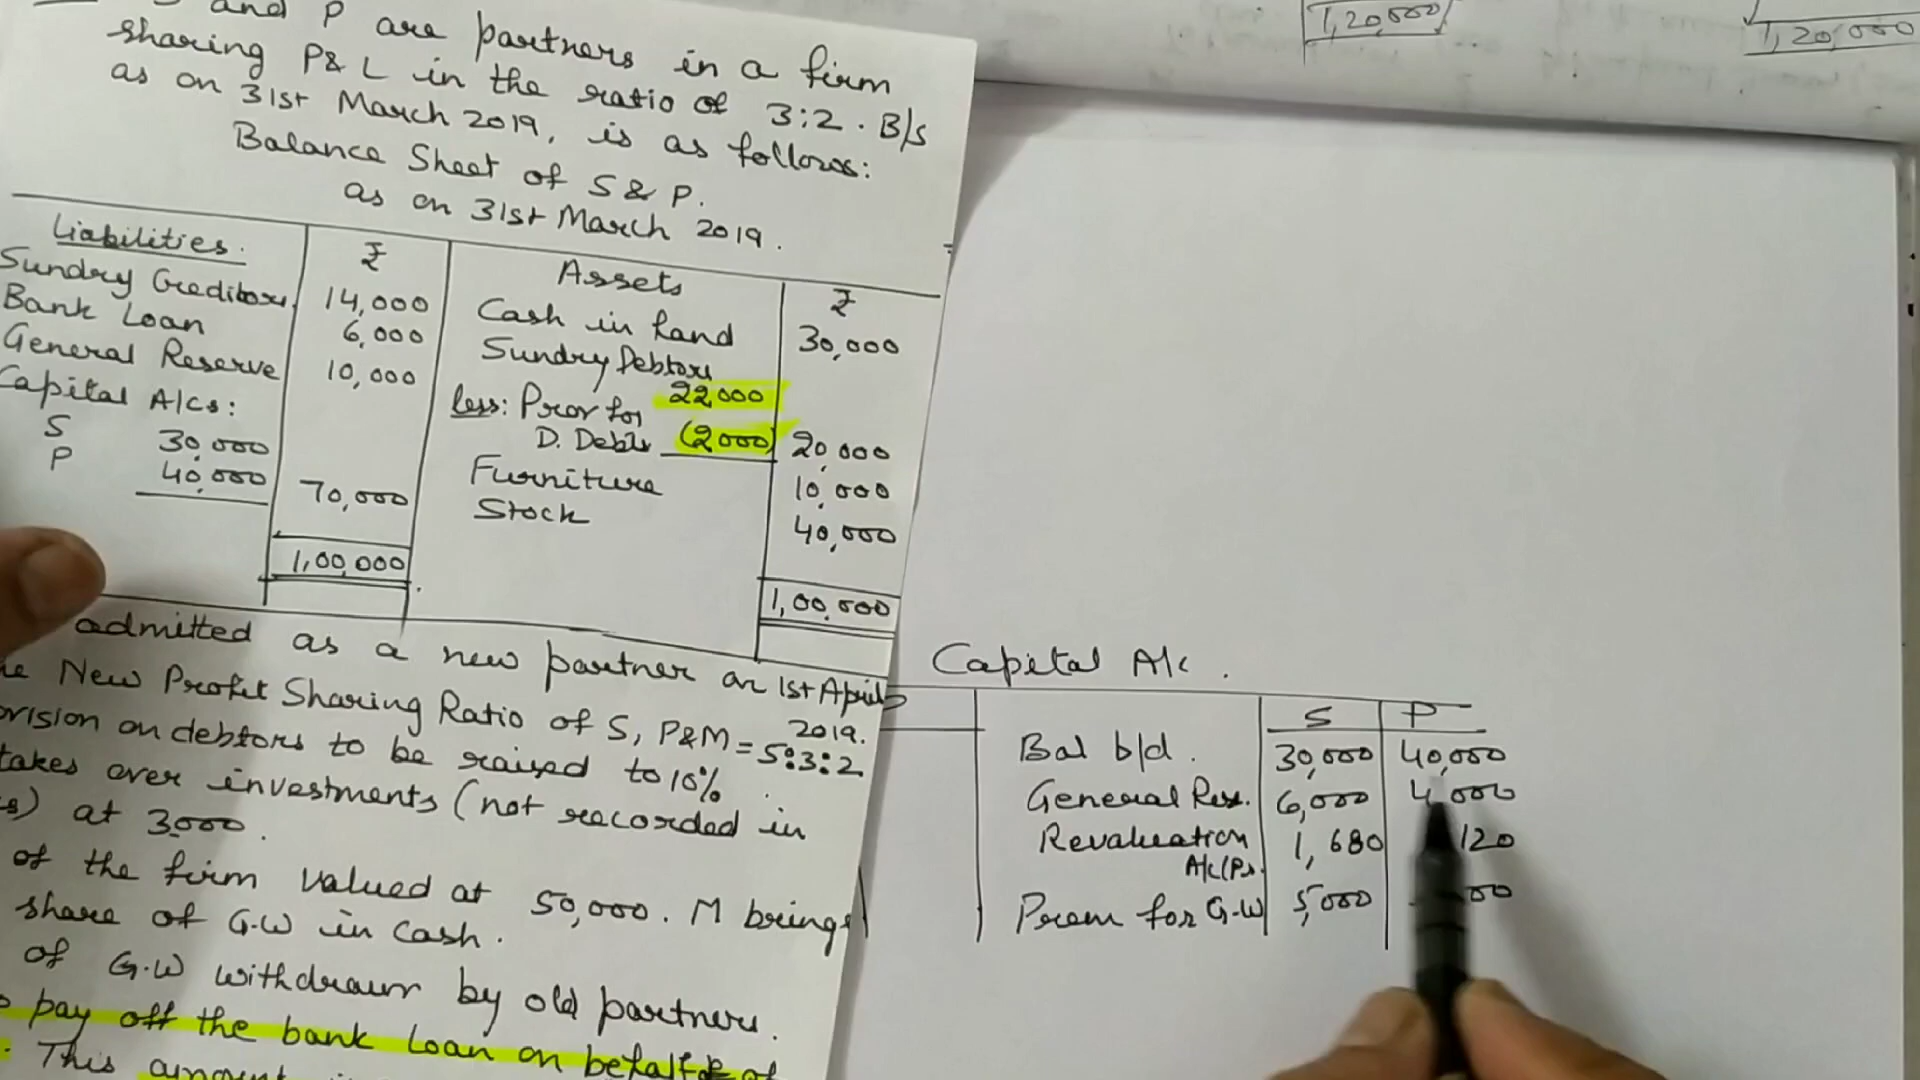 and P are partners in a firm
sharing P&L in the ratio of 3:2. B/s
as on 31st March 2019, is as follows:
Balance Sheet of S & P.
as on 31st March 2019.
Liabilities. ₹ Assets ₹
Sundry Creditors. 14,000 Cash in hand 30,000
Bank Loan 6,000 Sundry Debtors 22,000
General Reserve 10,000 less: Prov for
D. Debts (2000) 20,000
Capital A/cs: Furniture 10,000
S 30,000 Stock 40,000
P 40,000 70,000
1,00,000 1,00,000
admitted as a new partner on 1st April
2019.
New Profit Sharing Ratio of S, P&M = 5:3:2
on debtors to be raised to 10%.
takes over investments (not recorded in
at 3000.
of the firm valued at 50,000. M brings
share of G.W in cash.
of G.W withdrawn by old partners.
pay off the bank loan on behalf of
This
1,20,000 1,20,000
Capital A/c.
S P
Bal b/d. 30,000 40,000
General Res. 6,000 4,000
Revaluation 1,680 120
A/c(Pr.
Prem for G.W 5,000 00